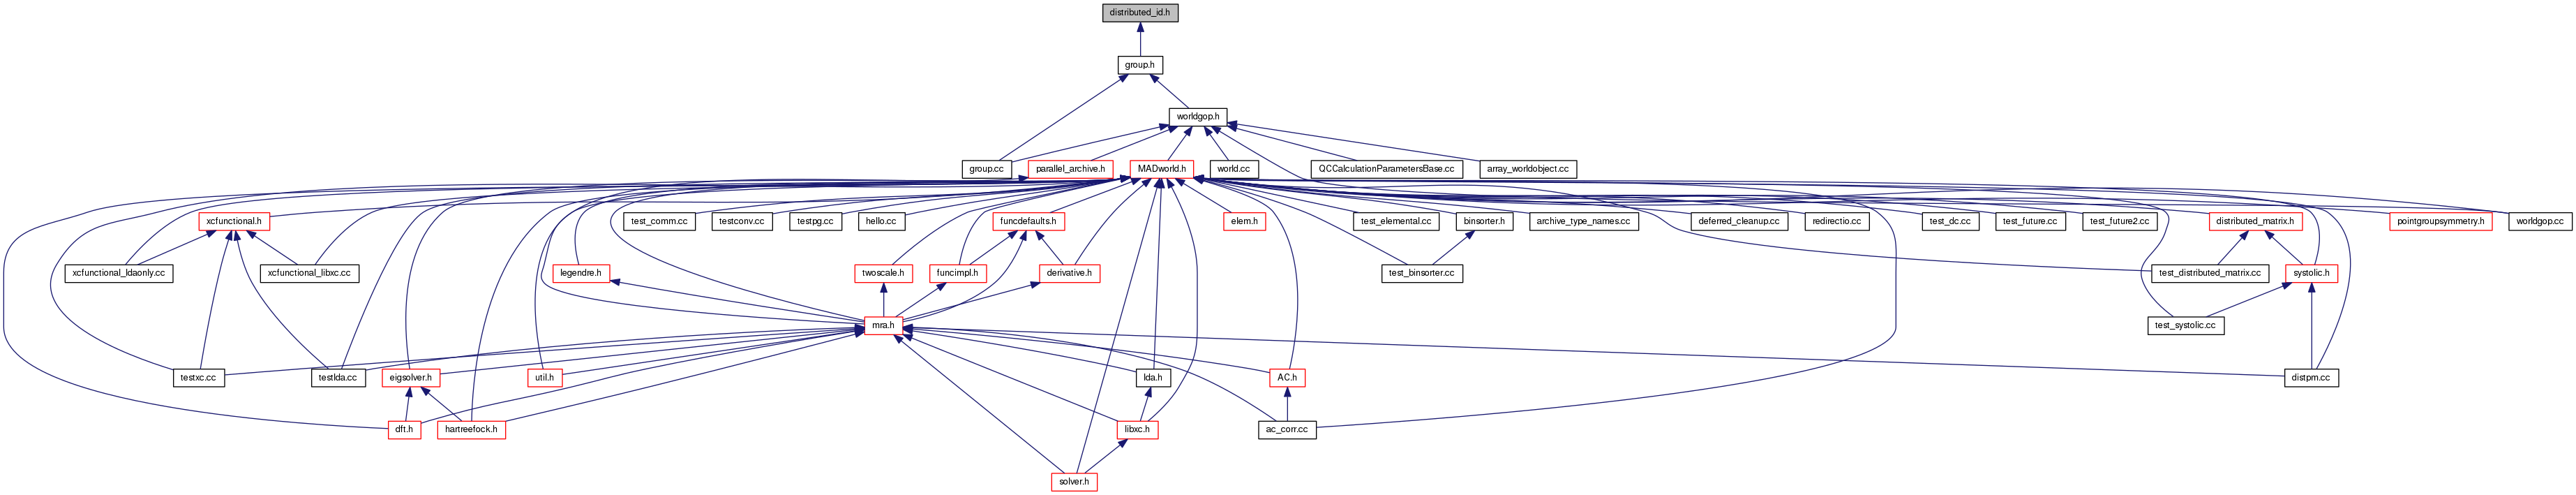 distributed_id.h
group.h
worldgop.h
group.cc
parallel_archive.h
MADworld.h
world.cc
QCCalculationParametersBase.cc
array_worldobject.cc
xcfunctional.h
test_comm.cc
testconv.cc
testpg.cc
hello.cc
funcdefaults.h
elem.h
test_elemental.cc
binsorter.h
archive_type_names.cc
deferred_cleanup.cc
redirectio.cc
test_dc.cc
test_future.cc
test_future2.cc
distributed_matrix.h
pointgroupsymmetry.h
worldgop.cc
xcfunctional_ldaonly.cc
xcfunctional_libxc.cc
legendre.h
twoscale.h
funcimpl.h
derivative.h
test_binsorter.cc
test_distributed_matrix.cc
systolic.h
mra.h
test_systolic.cc
testxc.cc
testlda.cc
eigsolver.h
util.h
lda.h
AC.h
distpm.cc
dft.h
hartreefock.h
libxc.h
ac_corr.cc
solver.h